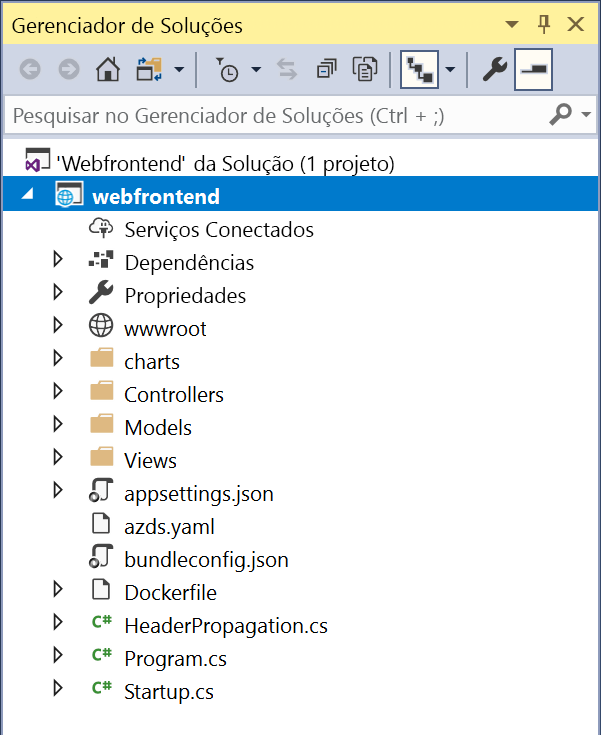 Gerenciador de Soluções
Pesquisar no Gerenciador de Soluções (Ctrl + ;)
'Webfrontend' da Solução (1 projeto)
webfrontend
Serviços Conectados
Dependências
Propriedades
wwwroot
charts
Controllers
Models
Views
appsettings.json
azds.yaml
bundleconfig.json
Dockerfile
C# HeaderPropagation.cs
C# Program.cs
C# Startup.cs